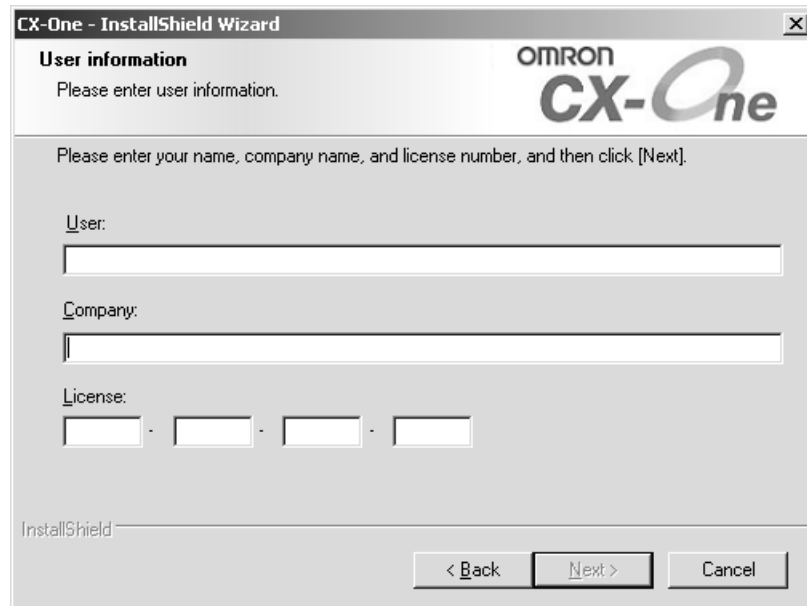 CX-One - InstallShield Wizard
User information
Please enter user information.
OMRON
CX-One
Please enter your name, company name, and license number, and then click [Next].
User:
Company:
License:
- - -
InstallShield
< Back Next > Cancel